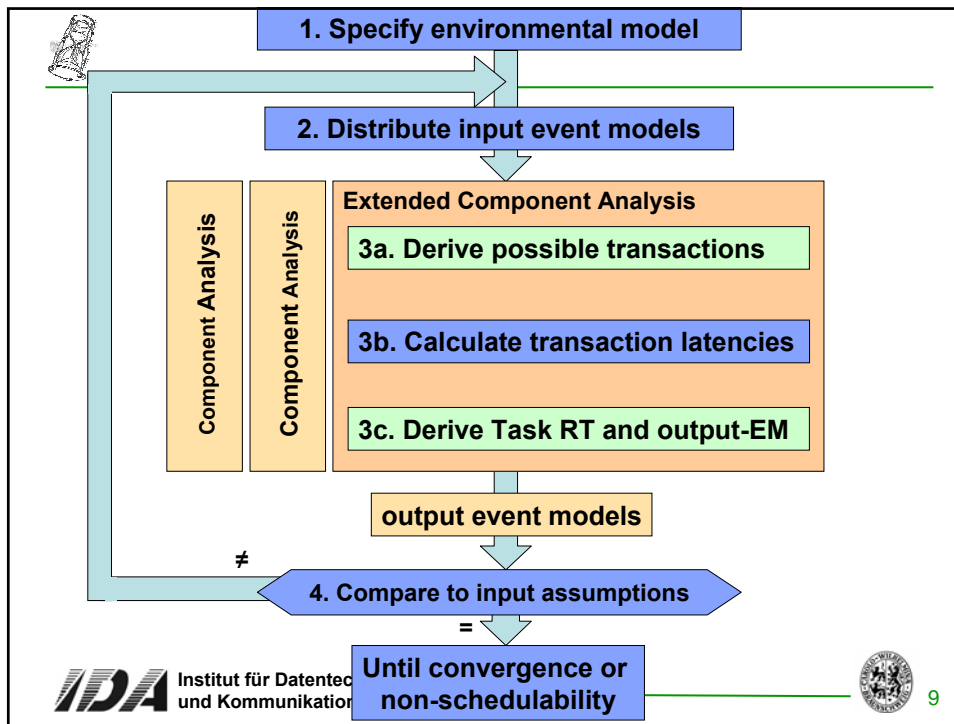 1. Specify environmental model
2. Distribute input event models
Component Analysis
Component Analysis
Extended Component Analysis
3a. Derive possible transactions
3b. Calculate transaction latencies
3c. Derive Task RT and output-EM
output event models
≠
4. Compare to input assumptions
=
Until convergence or
non-schedulability
IDA
Institut für Datentec
und Kommunikation
9